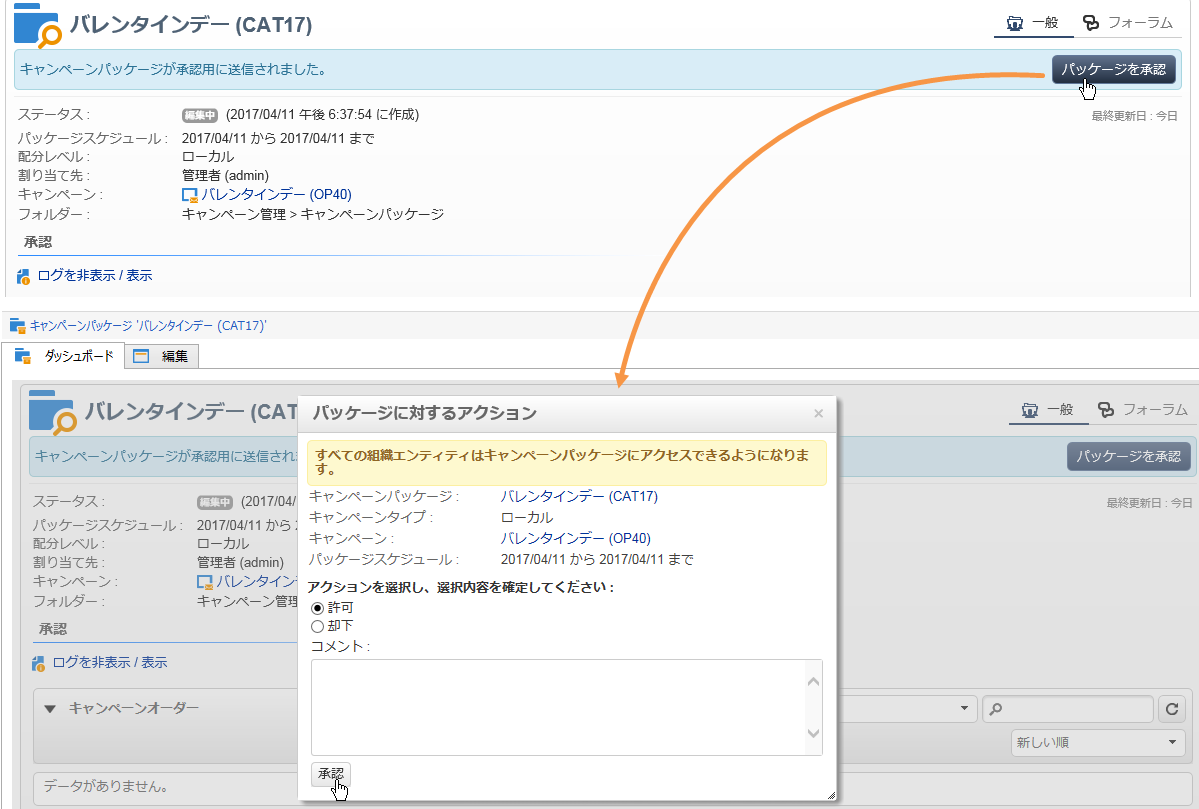 バレンタインデー (CAT17)
一般
フォーラム
キャンペーンパッケージが承認用に送信されました。
パッケージを承認
ステータス :
編集中 (2017/04/11 午後 6:37:54 に作成)
最終更新日 : 今日
パッケージスケジュール :
2017/04/11 から 2017/04/11 まで
配分レベル :
ローカル
割り当て先 :
管理者 (admin)
キャンペーン :
バレンタインデー (OP40)
フォルダー :
キャンペーン管理 > キャンペーンパッケージ
承認
ログを非表示 / 表示
キャンペーンパッケージ 'バレンタインデー (CAT17)'
ダッシュボード
編集
バレンタインデー (CAT
一般
フォーラム
キャンペーンパッケージが承認用に送信され
パッケージを承認
ステータス :
編集中 (2017/04/
最終更新日 : 今日
パッケージスケジュール :
2017/04/11 から
配分レベル :
ローカル
割り当て先 :
管理者 (admin)
キャンペーン :
バレンタイン
フォルダー :
キャンペーン管理
承認
ログを非表示 / 表示
キャンペーンオーダー
新しい順
データがありません。
パッケージに対するアクション
×
すべての組織エンティティはキャンペーンパッケージにアクセスできるようになりま
す。
キャンペーンパッケージ :
バレンタインデー (CAT17)
キャンペーンタイプ :
ローカル
キャンペーン :
バレンタインデー (OP40)
パッケージスケジュール :
2017/04/11 から 2017/04/11 まで
アクションを選択し、選択内容を確定してください :
許可
却下
コメント :
承認